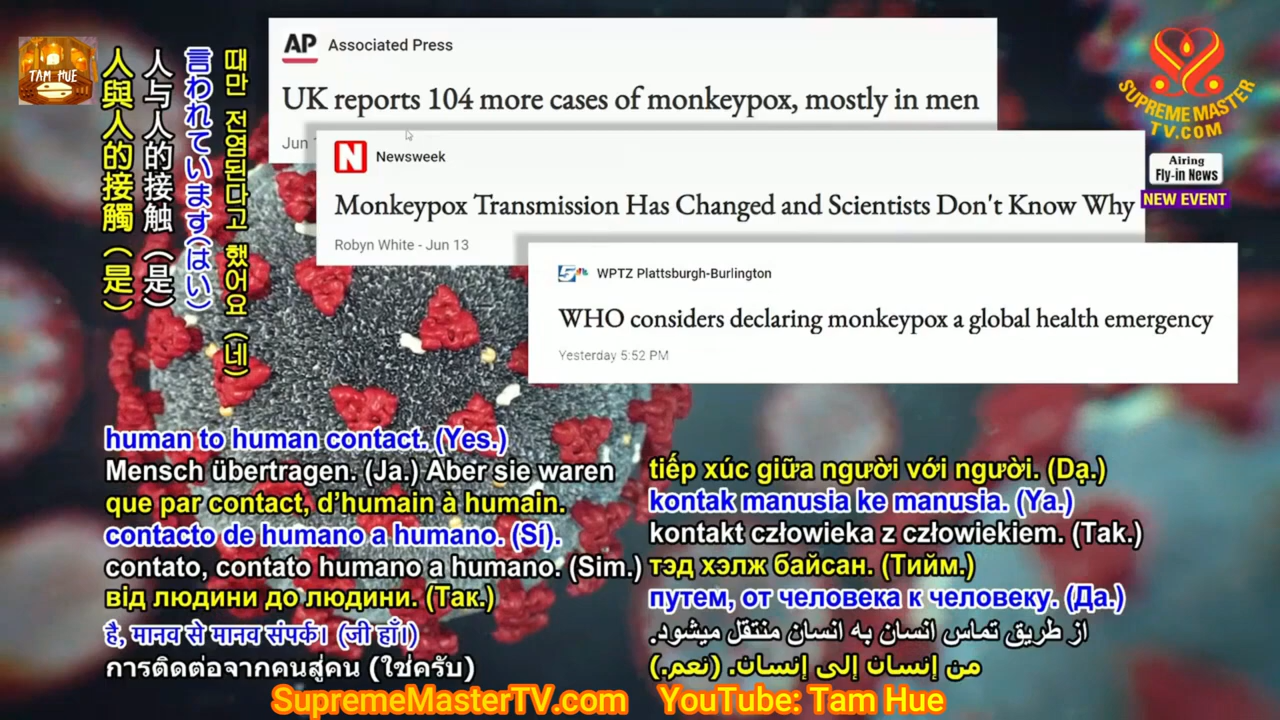 TAM HUE
AP Associated Press
UK reports 104 more cases of monkeypox, mostly in men
Jun
N Newsweek
Monkeypox Transmission Has Changed and Scientists Don't Know Why
Robyn White - Jun 13
5 WPTZ Plattsburgh-Burlington
WHO considers declaring monkeypox a global health emergency
Yesterday 5:52 PM
SUPREME MASTER
TV.COM
Airing
Fly-in News
NEW EVENT
때만 전염된다고 했어요 (네)
言われています(はい)
人与人的接触（是）
人與人的接觸（是）
human to human contact. (Yes.)
Mensch übertragen. (Ja.) Aber sie waren
que par contact, d’humain à humain.
contacto de humano a humano. (Sí).
contato, contato humano a humano. (Sim.)
від людини до людини. (Так.)
है, मानव से मानव संपर्क। (जी हाँ।)
การติดต่อจากคนสู่คน (ใช่ครับ)
tiếp xúc giữa người với người. (Dạ.)
kontak manusia ke manusia. (Ya.)
kontakt człowieka z człowiekiem. (Tak.)
тэд хэлж байсан. (Тийм.)
путем, от человека к человеку. (Да.)
از طریق تماس انسان به انسان منتقل میشود.
من إنسان إلى إنسان. (نعم.)
SupremeMasterTV.com YouTube: Tam Hue